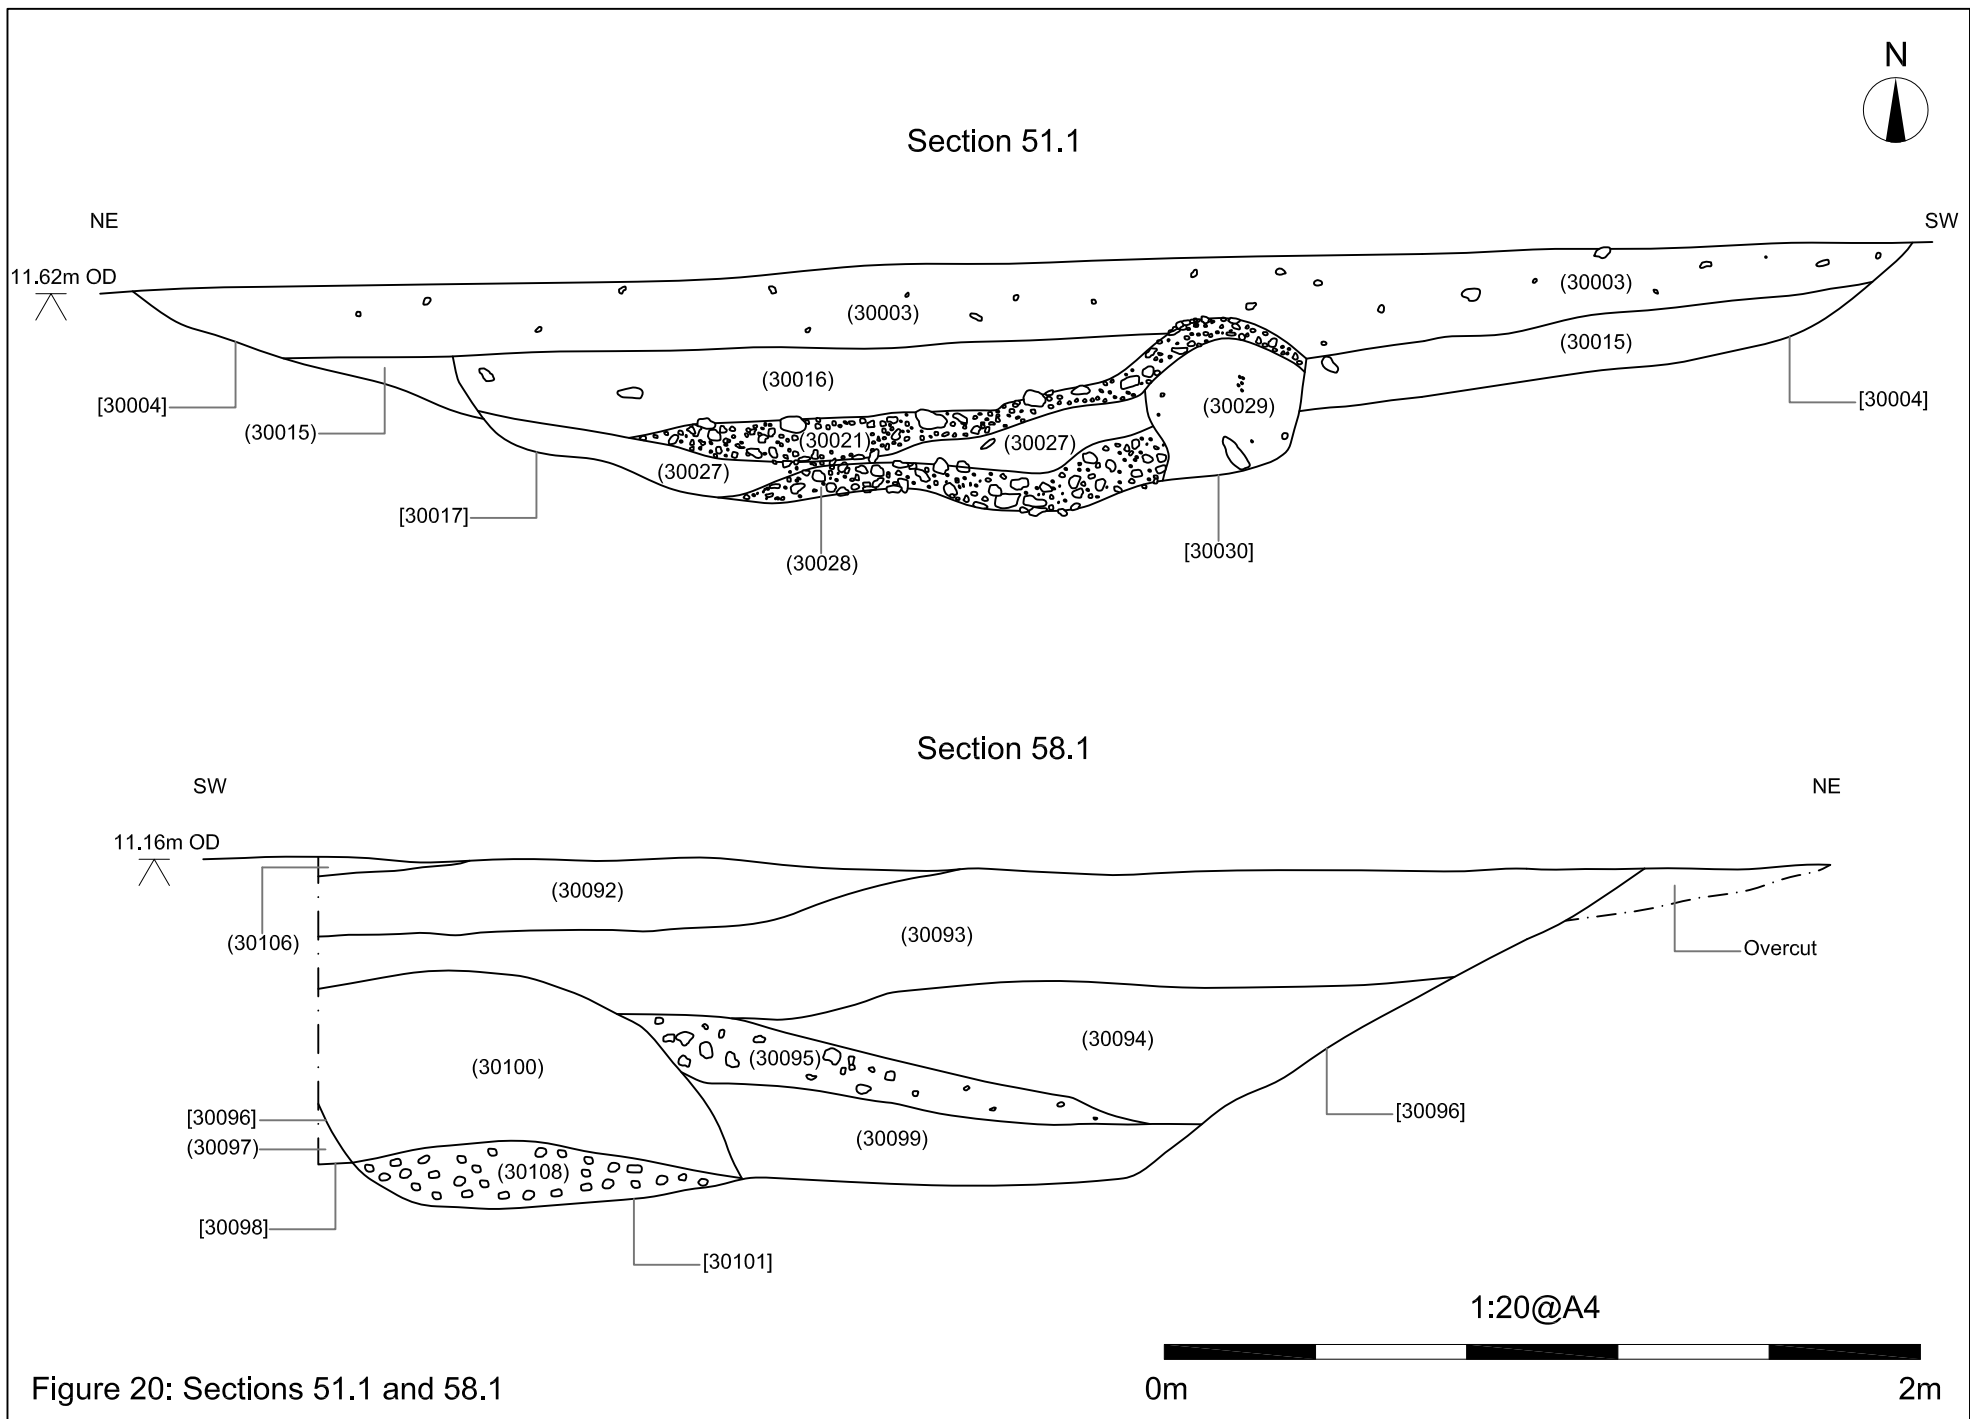 N
Section 51.1
NE
SW
11.62m OD
(30003)
(30003)
(30015)
(30016)
[30004]
(30029)
[30004]
(30015)
(30021)
(30027)
(30027)
[30017]
[30030]
(30028)
Section 58.1
SW
NE
11.16m OD
(30092)
(30106)
(30093)
Overcut
(30094)
(30095)
(30100)
[30096]
[30096]
(30099)
(30097)
(30108)
[30098]
[30101]
1:20@A4
0m
2m
Figure 20: Sections 51.1 and 58.1